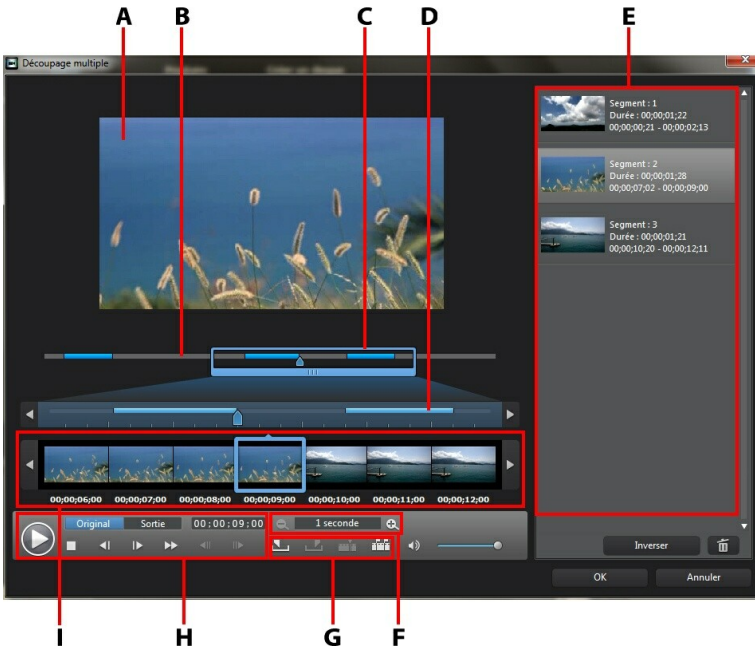 A B C D E
Découpage multiple
Segment : 1
Durée : 00;00;01;22
00;00;00;21 - 00;00;02;13
Segment : 2
Durée : 00;00;01;28
00;00;07;02 - 00;00;09;00
Segment : 3
Durée : 00;00;01;21
00;00;10;20 - 00;00;12;11
00;00;06;00 00;00;07;00 00;00;08;00 00;00;09;00 00;00;10;00 00;00;11;00 00;00;12;00
Original Sortie 00;00;09;00 1 seconde
Inverser
OK Annuler
I H G F